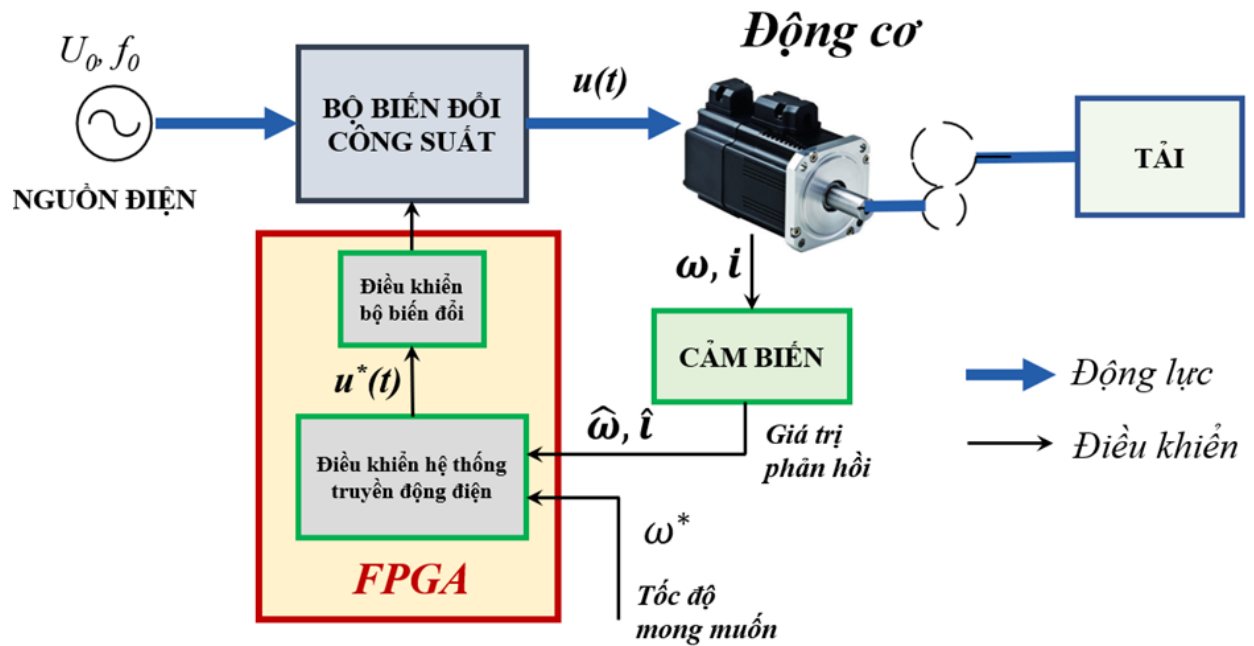 Động cơ
U₀, f₀
u(t)
BỘ BIẾN ĐỔI
CÔNG SUẤT
TẢI
NGUỒN ĐIỆN
ω, i
Điều khiển
bộ biến đổi
CẢM BIẾN
u*(t)
Động lực
ω̂, î
Giá trị
phản hồi
Điều khiển
Điều khiển hệ thống
truyền động điện
ω*
FPGA
Tốc độ
mong muốn